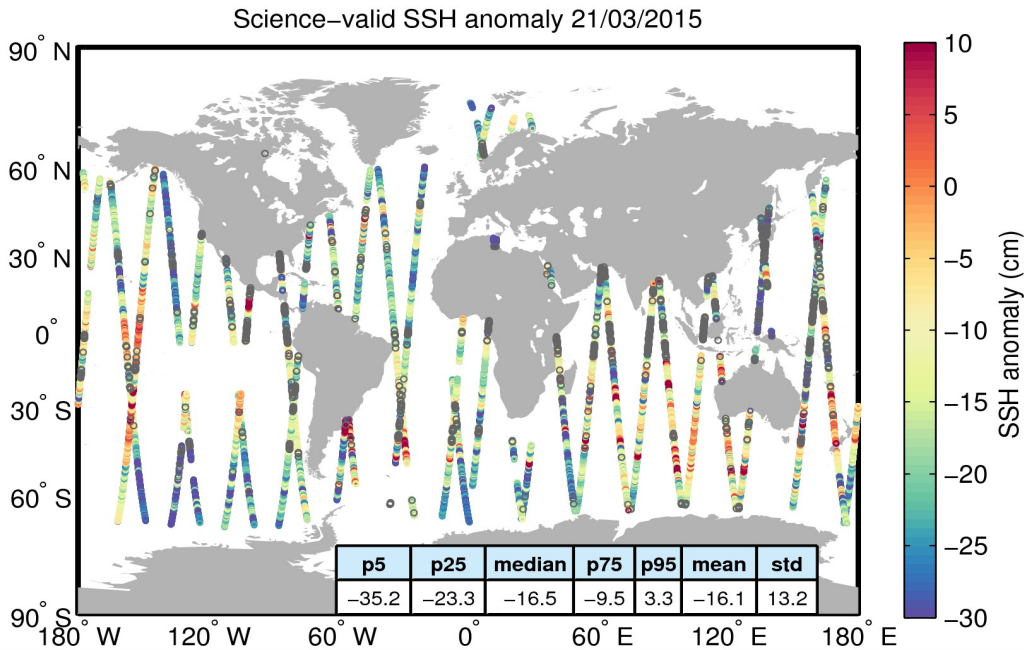 Science−valid SSH anomaly 21/03/2015
90° N
60° N
30° N
0°
30° S
60° S
90° S
180° W
120° W
60° W
0°
60° E
120° E
180° E
p5 p25 median p75 p95 mean std
−35.2 −23.3 −16.5 −9.5 3.3 −16.1 13.2
10
5
0
−5
−10
−15
−20
−25
−30
SSH anomaly (cm)